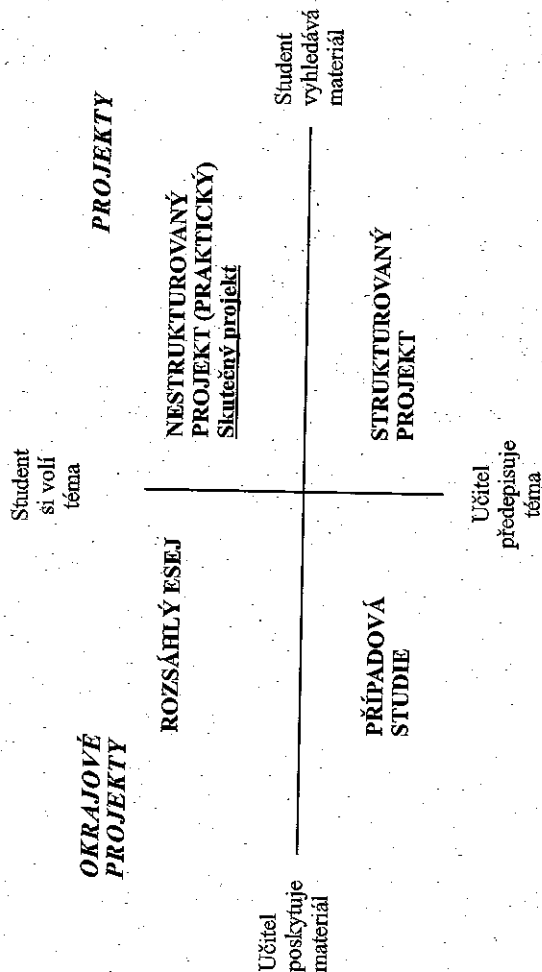 Student
si volí
téma
OKRAJOVÉ
PROJEKTY
PROJEKTY
ROZSÁHLÝ ESEJ
NESTRUKTUROVANÝ
PROJEKT (PRAKTICKÝ)
Skutečný projekt
Učitel
poskytuje
materiál
Student
vyhledává
materiál
PŘÍPADOVÁ
STUDIE
STRUKTUROVANÝ
PROJEKT
Učitel
předepisuje
téma